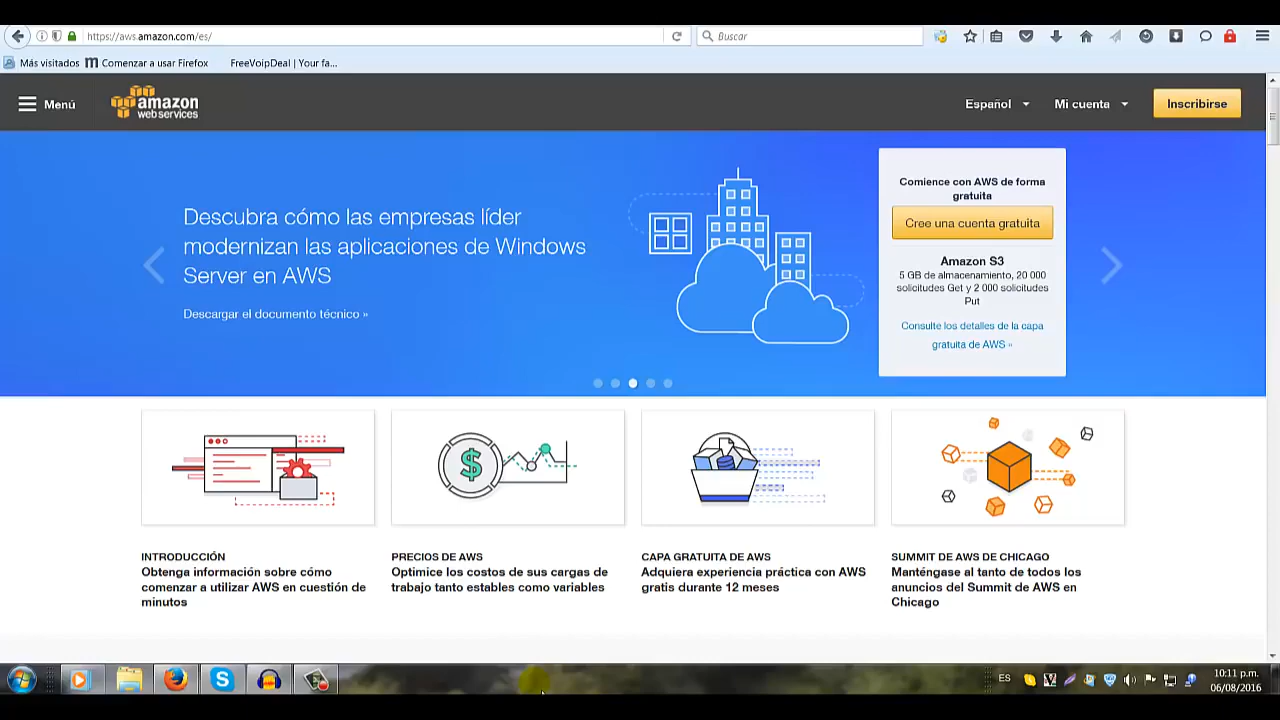 https://aws.amazon.com/es/
Buscar
Más visitados
Comenzar a usar Firefox
FreeVoipDeal | Your fa...
Menú
amazon
web services
Español
Mi cuenta
Inscribirse
Descubra cómo las empresas líder
modernizan las aplicaciones de Windows
Server en AWS
Descargar el documento técnico »
Comience con AWS de forma
gratuita
Cree una cuenta gratuita
Amazon S3
5 GB de almacenamiento, 20 000
solicitudes Get y 2 000 solicitudes
Put
Consulte los detalles de la capa
gratuita de AWS »
INTRODUCCIÓN
Obtenga información sobre cómo
comenzar a utilizar AWS en cuestión de
minutos
PRECIOS DE AWS
Optimice los costos de sus cargas de
trabajo tanto estables como variables
CAPA GRATUITA DE AWS
Adquiera experiencia práctica con AWS
gratis durante 12 meses
SUMMIT DE AWS DE CHICAGO
Manténgase al tanto de todos los
anuncios del Summit de AWS en
Chicago
ES
10:11 p.m.
06/08/2016